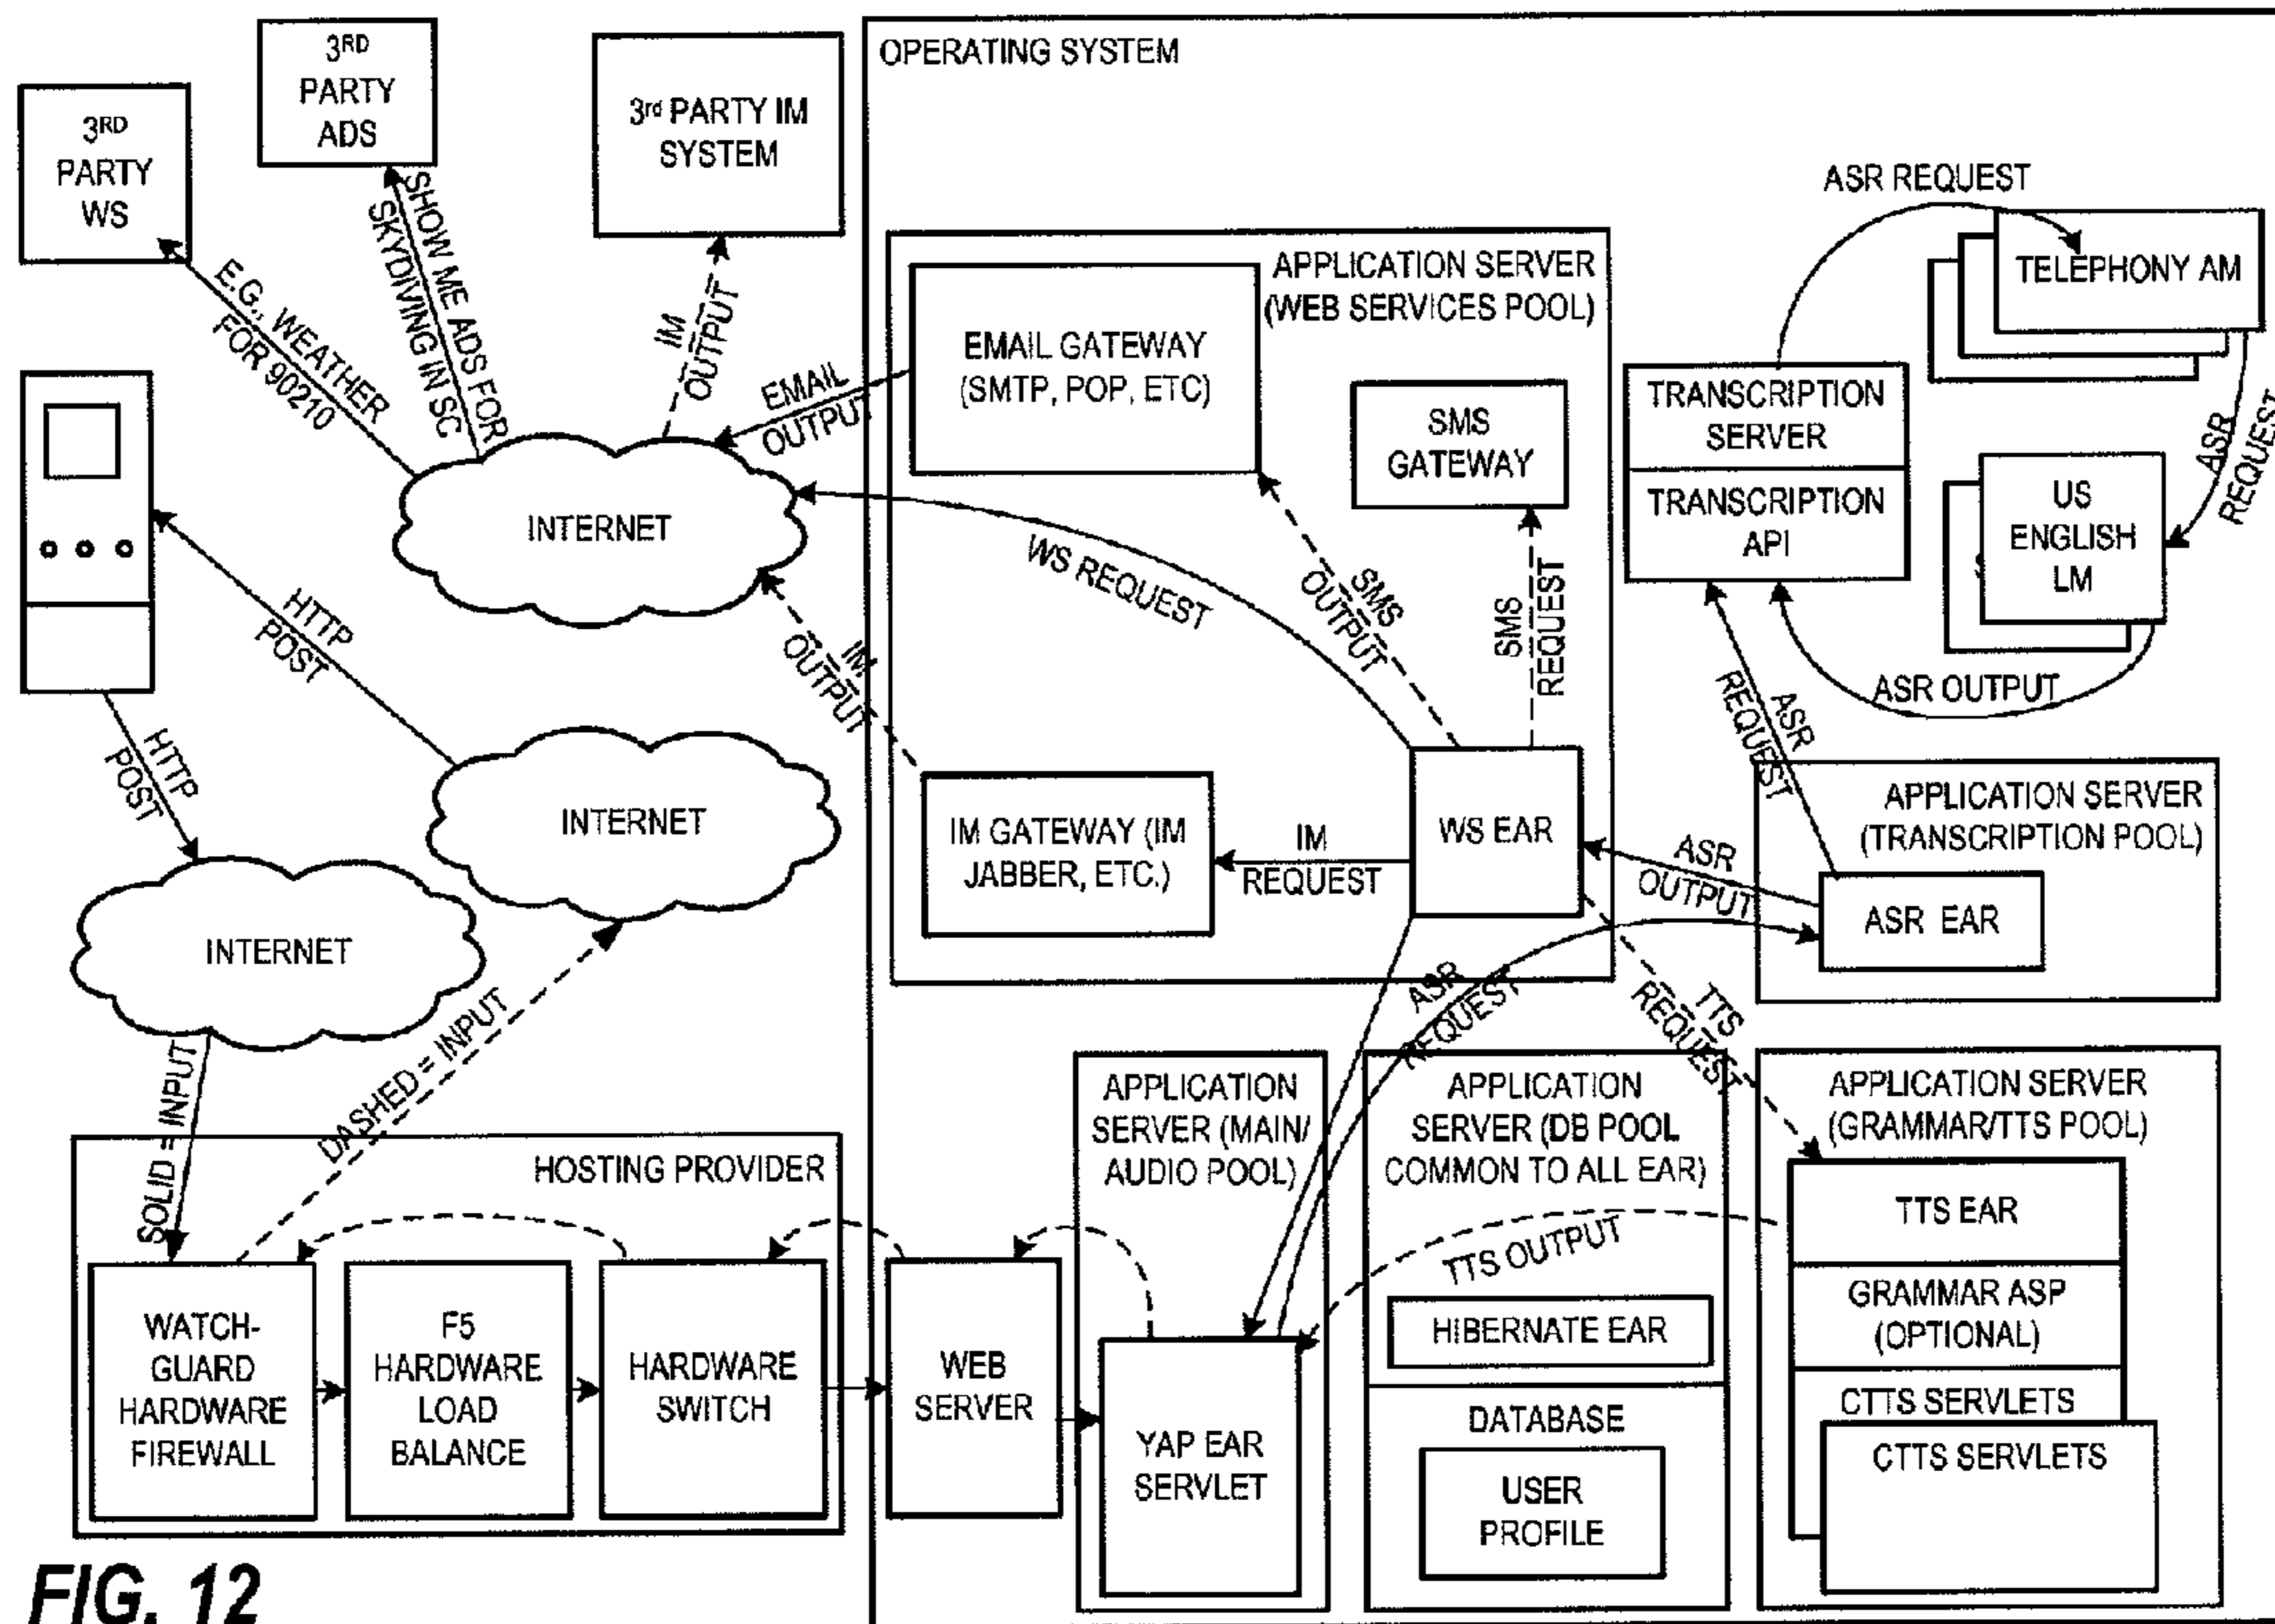 3RD
PARTY
WS
3RD
PARTY
ADS
3rd PARTY IM
SYSTEM
OPERATING SYSTEM
E.G., WEATHER
FOR 90210
SHOW ME ADS FOR
SKYDIVING IN SC
IM
OUTPUT
EMAIL
OUTPUT
INTERNET
HTTP
POST
HTTP
POST
INTERNET
INTERNET
IM
OUTPUT
APPLICATION SERVER
(WEB SERVICES POOL)
EMAIL GATEWAY
(SMTP, POP, ETC)
SMS
GATEWAY
WS REQUEST
SMS
OUTPUT
SMS
REQUEST
IM GATEWAY (IM
JABBER, ETC.)
IM
REQUEST
WS EAR
ASR REQUEST
TELEPHONY AM
TRANSCRIPTION
SERVER
TRANSCRIPTION
API
ASR
REQUEST
US
ENGLISH
LM
ASR OUTPUT
ASR
REQUEST
APPLICATION SERVER
(TRANSCRIPTION POOL)
ASR EAR
ASR
OUTPUT
ASR
REQUEST
TTS
REQUEST
SOLID = INPUT
DASHED = INPUT
HOSTING PROVIDER
WATCH-
GUARD
HARDWARE
FIREWALL
F5
HARDWARE
LOAD
BALANCE
HARDWARE
SWITCH
WEB
SERVER
APPLICATION
SERVER (MAIN/
AUDIO POOL)
YAP EAR
SERVLET
APPLICATION
SERVER (DB POOL
COMMON TO ALL EAR)
TTS OUTPUT
HIBERNATE EAR
DATABASE
USER
PROFILE
APPLICATION SERVER
(GRAMMAR/TTS POOL)
TTS EAR
GRAMMAR ASP
(OPTIONAL)
CTTS SERVLETS
CTTS SERVLETS
FIG. 12